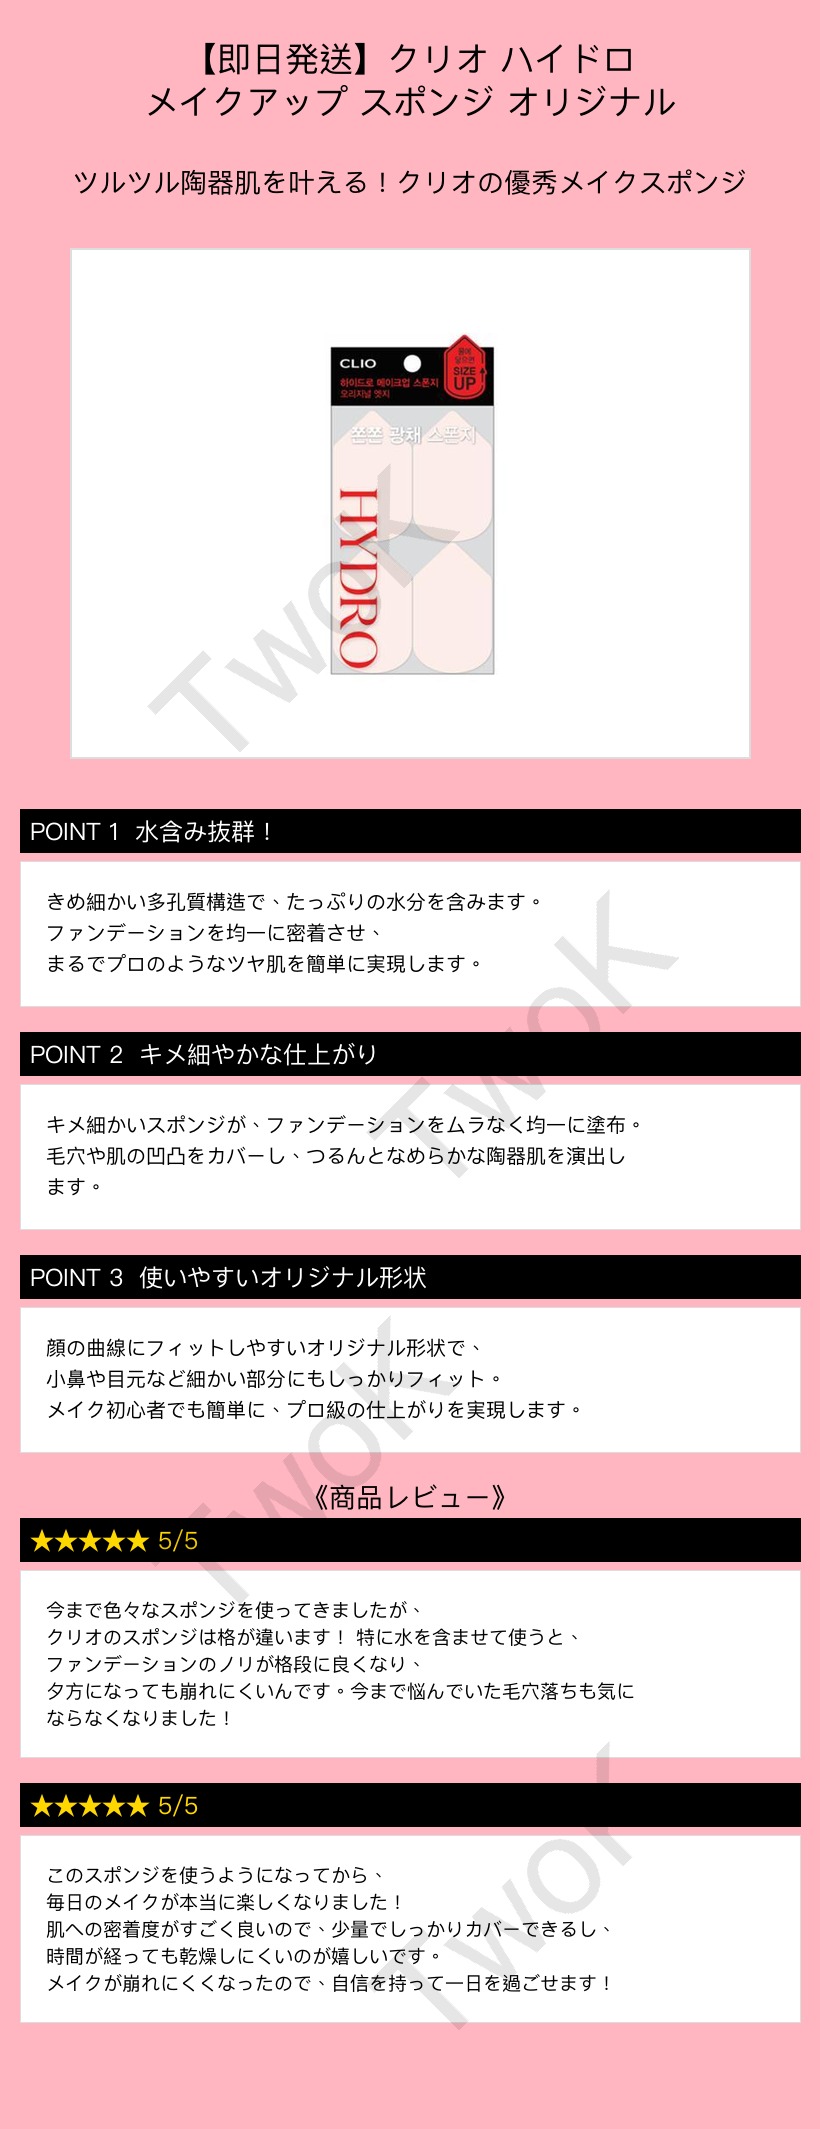 【即日発送】クリオ ハイドロ
メイクアップ スポンジ オリジナル
ツルツル陶器肌を叶える！クリオの優秀メイクスポンジ
CLIO
하이드로 메이크업 스폰지
오리지널 엣지
물에
닿으면
SIZE
UP
쫀쫀 광채 스폰지
HYDRO
TwoK
POINT 1 水含み抜群！
きめ細かい多孔質構造で、たっぷりの水分を含みます。
ファンデーションを均一に密着させ、
まるでプロのようなツヤ肌を簡単に実現します。
TwoK
POINT 2 キメ細やかな仕上がり
キメ細かいスポンジが、ファンデーションをムラなく均一に塗布。
毛穴や肌の凹凸をカバーし、つるんとなめらかな陶器肌を演出し
ます。
POINT 3 使いやすいオリジナル形状
顔の曲線にフィットしやすいオリジナル形状で、
小鼻や目元など細かい部分にもしっかりフィット。
メイク初心者でも簡単に、プロ級の仕上がりを実現します。
TwoK
《商品レビュー》
★★★★★ 5/5
今まで色々なスポンジを使ってきましたが、
クリオのスポンジは格が違います！ 特に水を含ませて使うと、
ファンデーションのノリが格段に良くなり、
夕方になっても崩れにくいんです。今まで悩んでいた毛穴落ちも気に
ならなくなりました！
★★★★★ 5/5
このスポンジを使うようになってから、
毎日のメイクが本当に楽しくなりました！
肌への密着度がすごく良いので、少量でしっかりカバーできるし、
時間が経っても乾燥しにくいのが嬉しいです。
メイクが崩れにくくなったので、自信を持って一日を過ごせます！
TwoK